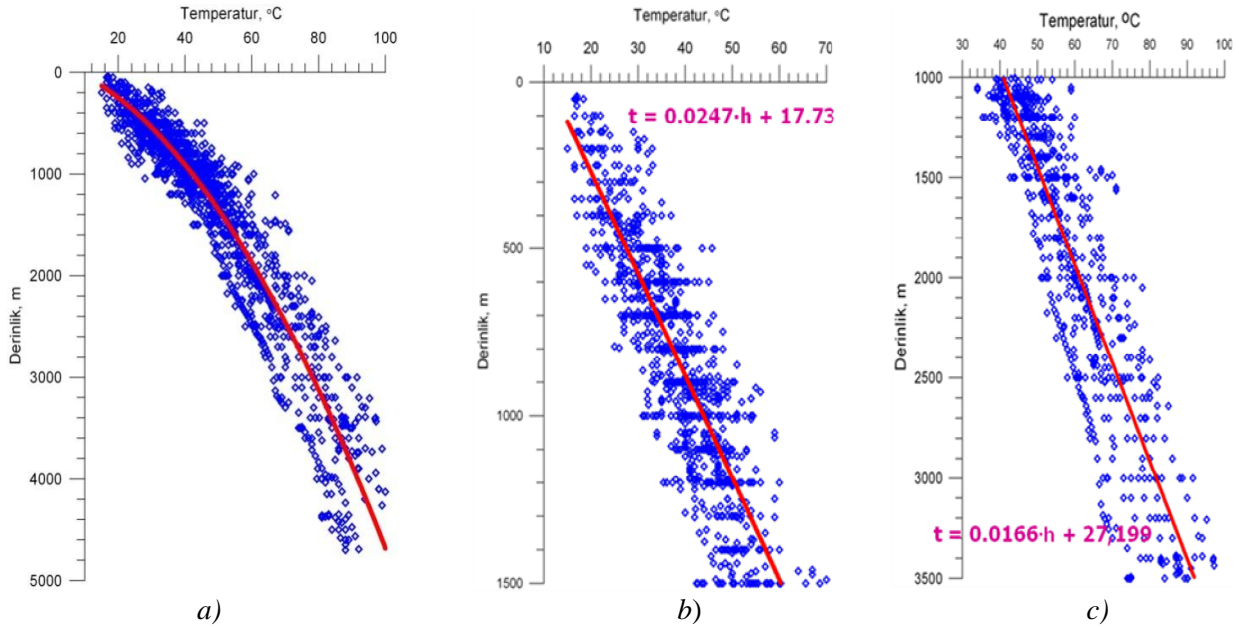 Temperatur, °C
20 40 60 80 100
0
1000
2000
3000
4000
5000
Derinlik, m
a)
Temperatur, °C
10 20 30 40 50 60 70
0
500
1000
1500
Derinlik, m
t = 0.0247·h + 17.73
b)
Temperatur, ºC
30 40 50 60 70 80 90 100
1000
1500
2000
2500
3000
3500
Derinlik, m
t = 0.0166·h + 27,199
c)